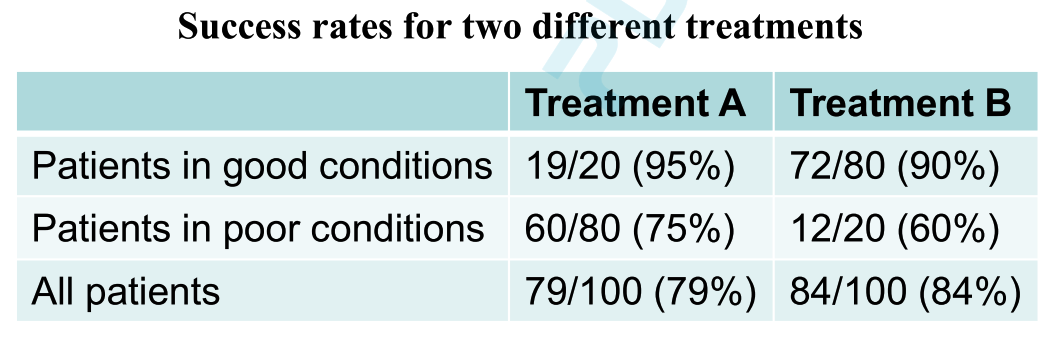 Success rates for two different treatments
Treatment A Treatment B
Patients in good conditions 19/20 (95%) 72/80 (90%)
Patients in poor conditions 60/80 (75%) 12/20 (60%)
All patients 79/100 (79%) 84/100 (84%)